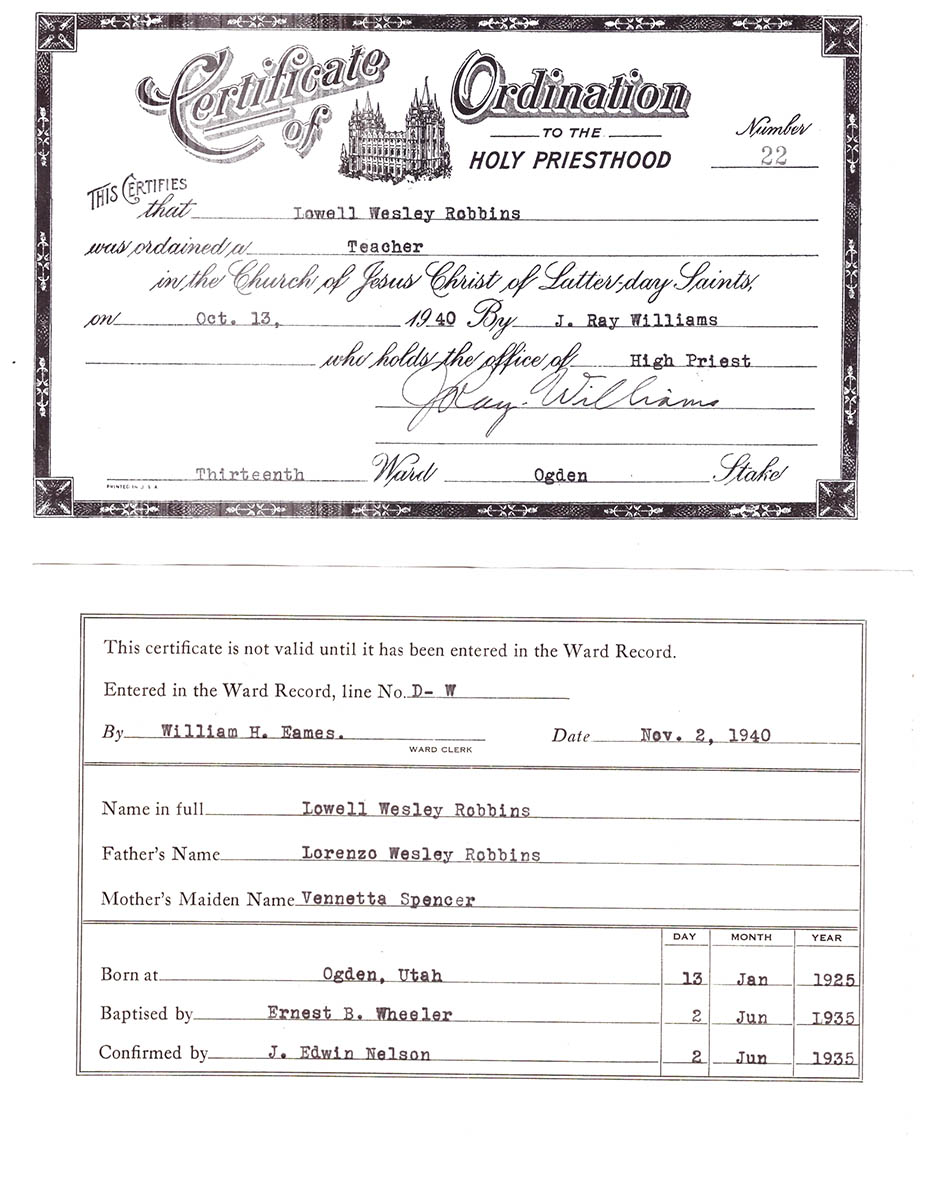 Certificate of Ordination
TO THE
HOLY PRIESTHOOD
Number
22
THIS CERTIFIES
that Lowell Wesley Robbins
was ordained a Teacher
in the Church of Jesus Christ of Latter-day Saints,
on Oct. 13, 1940 By J. Ray Williams
who holds the office of High Priest
J Ray. Williams
Thirteenth Ward Ogden Stake
PRINTED IN U.S.A.
This certificate is not valid until it has been entered in the Ward Record.
Entered in the Ward Record, line No. D- W
By William H. Eames. Date Nov. 2, 1940
WARD CLERK
Name in full Lowell Wesley Robbins
Father's Name Lorenzo Wesley Robbins
Mother's Maiden Name Vennetta Spencer
DAY MONTH YEAR
Born at Ogden, Utah 13 Jan 1925
Baptised by Ernest B. Wheeler 2 Jun 1935
Confirmed by J. Edwin Nelson 2 Jun 1935